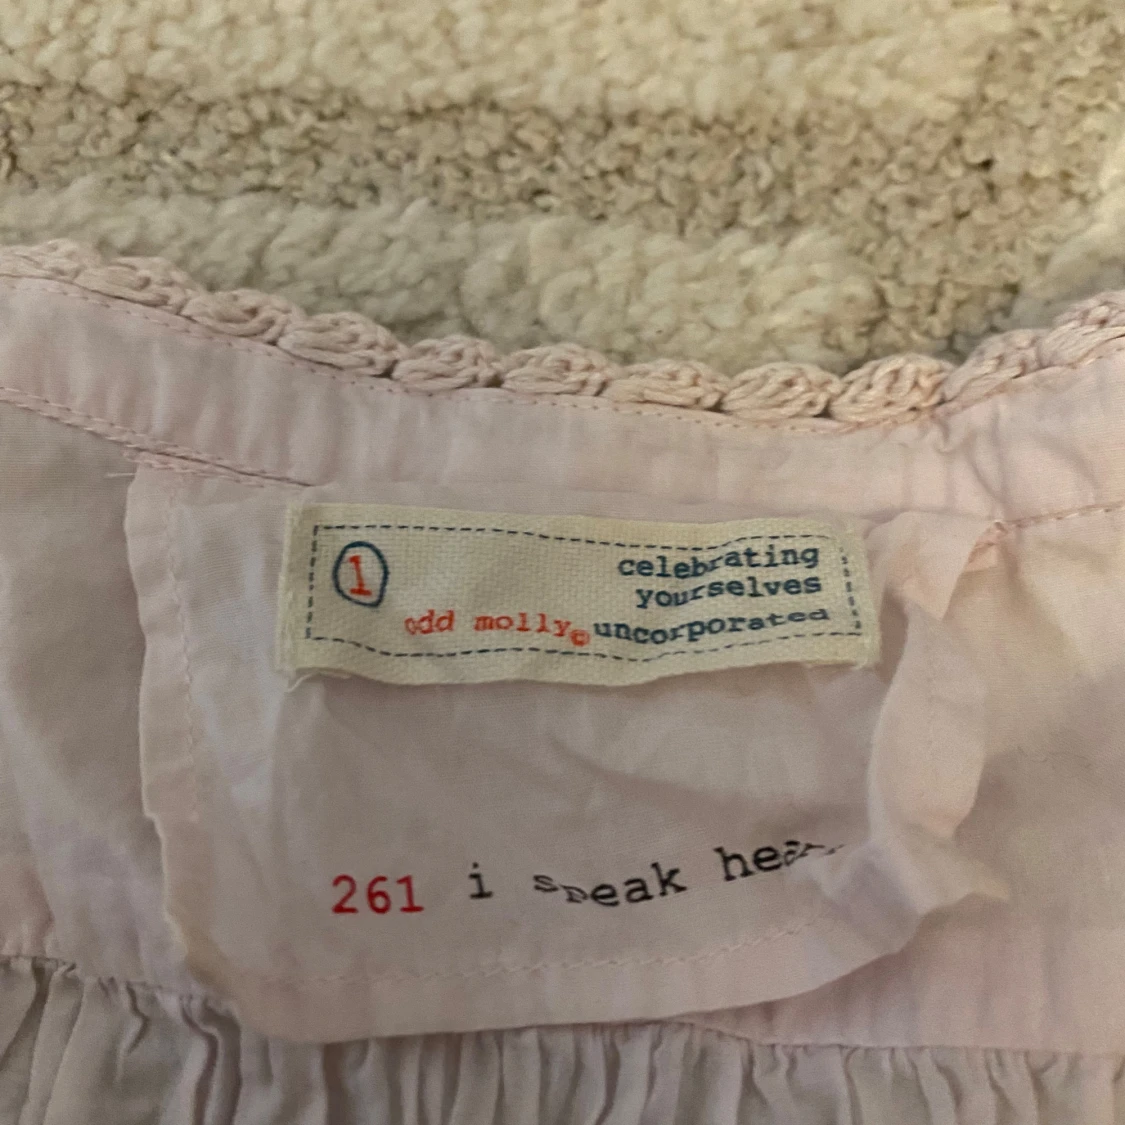 1
celebrating
yourselves
odd molly© uncorporated
261 i speak